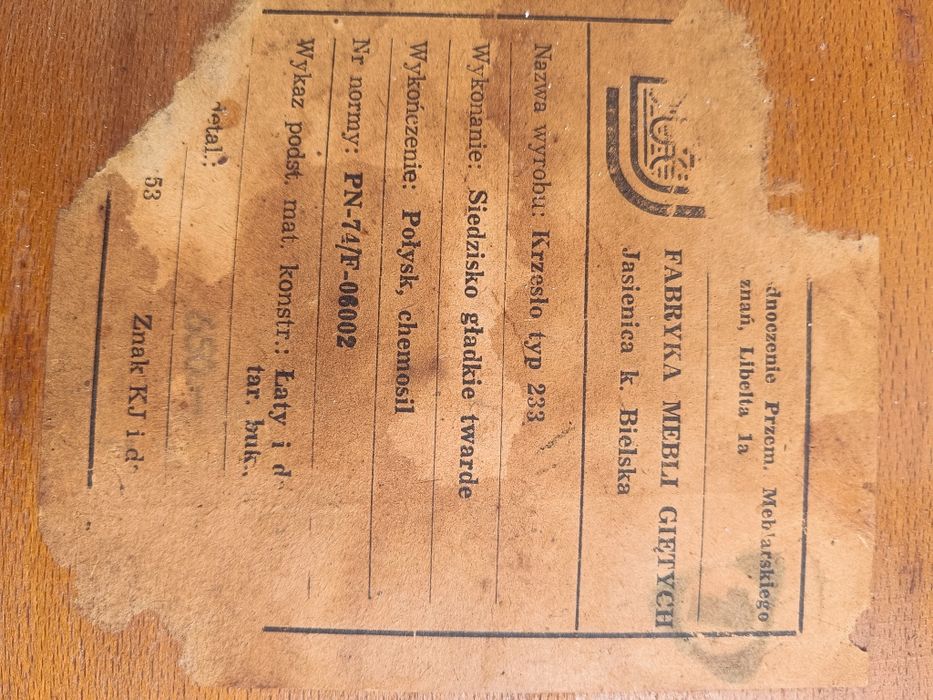 dnoczenie Przem. Meblarskiego
znań, Libelta 1a
FABRYKA MEBLI GIĘTYCH
Jasienica k. Bielska
Nazwa wyrobu: Krzesło typ 233
Wykonanie: Siedzisko gładkie twarde
Wykończenie: Połysk, chemosil
Nr normy: PN-74/F-06002
Wykaz podst. mat. konstr.: Łaty i d
tar. buk.,
etal.:
53
Znak KJ i d